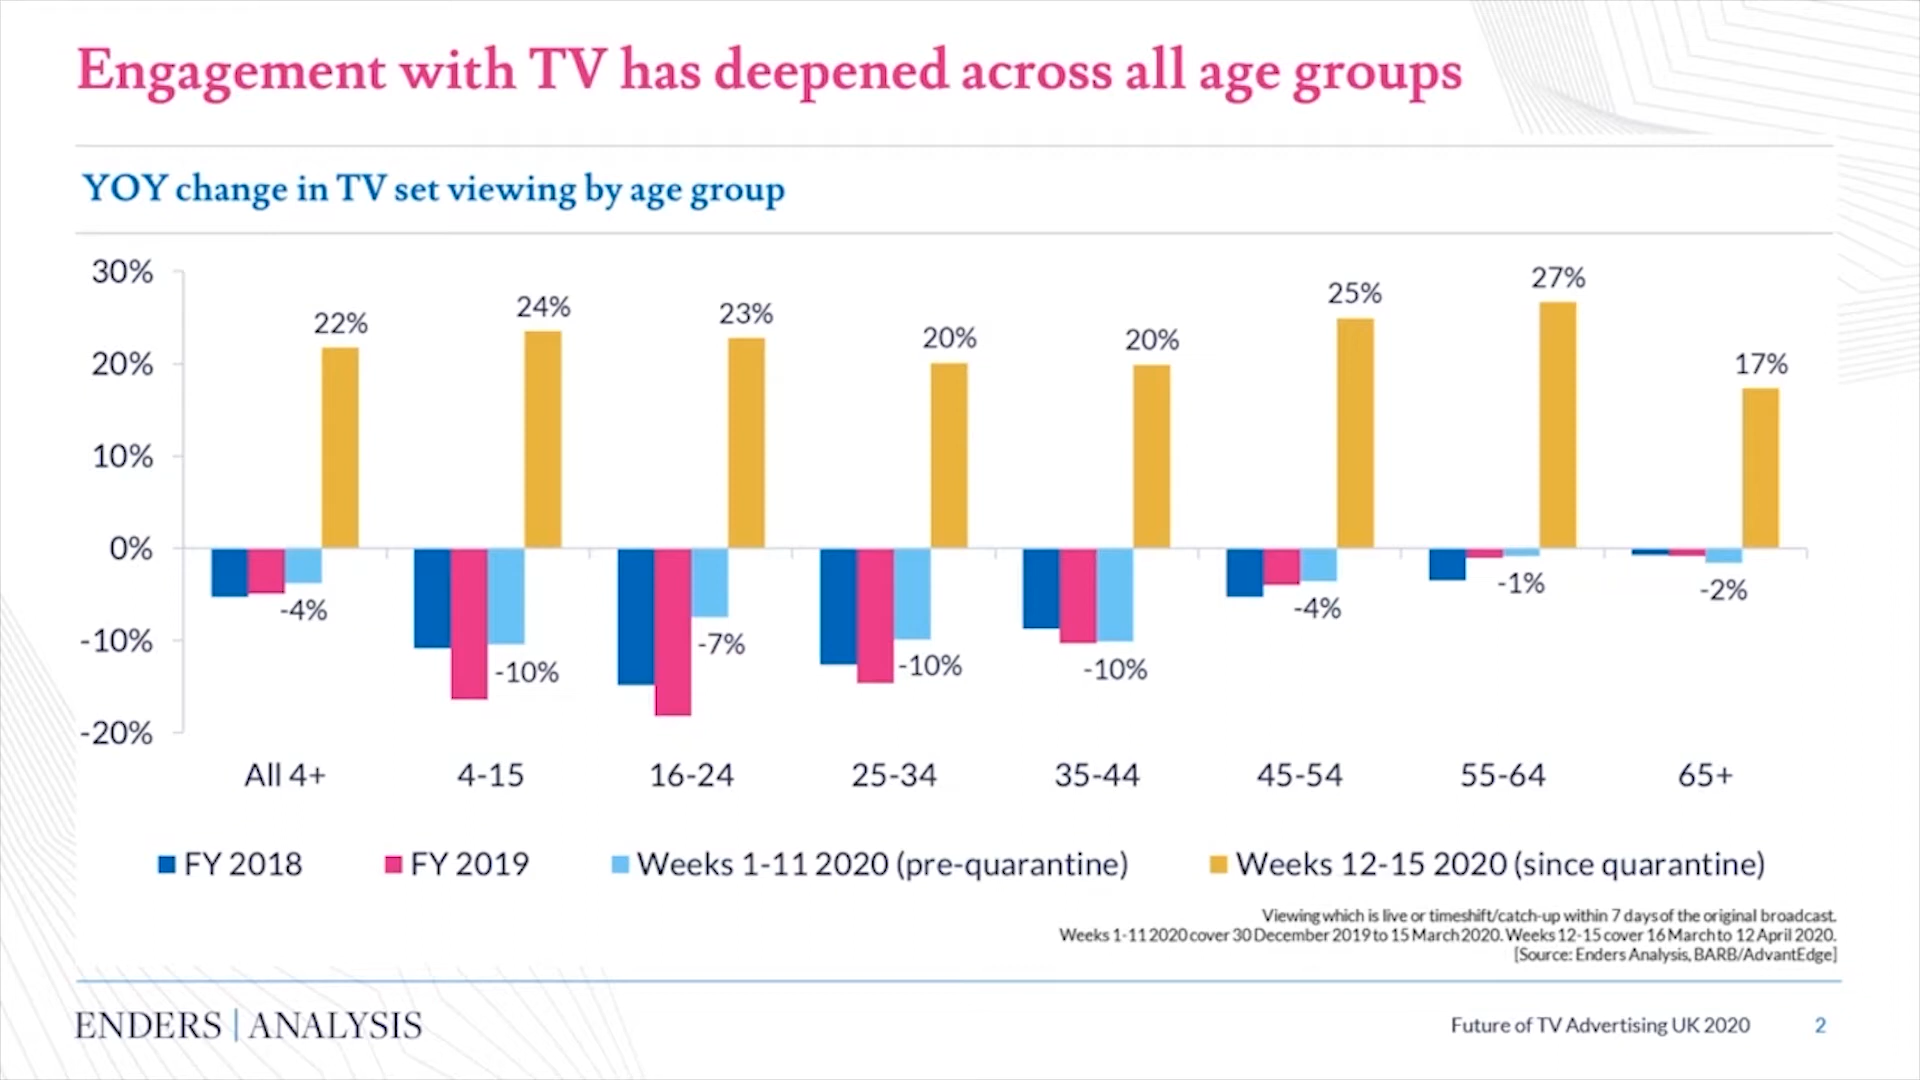 Engagement with TV has deepened across all age groups
YOY change in TV set viewing by age group
30%
20%
10%
0%
-10%
-20%
22%
24%
23%
20%
20%
25%
27%
17%
-4%
-10%
-7%
-10%
-10%
-4%
-1%
-2%
All 4+
4-15
16-24
25-34
35-44
45-54
55-64
65+
FY 2018
FY 2019
Weeks 1-11 2020 (pre-quarantine)
Weeks 12-15 2020 (since quarantine)
Viewing which is live or timeshift/catch-up within 7 days of the original broadcast.
Weeks 1-11 2020 cover 30 December 2019 to 15 March 2020. Weeks 12-15 cover 16 March to 12 April 2020.
[Source: Enders Analysis, BARB/AdvantEdge]
ENDERS | ANALYSIS
Future of TV Advertising UK 2020
2